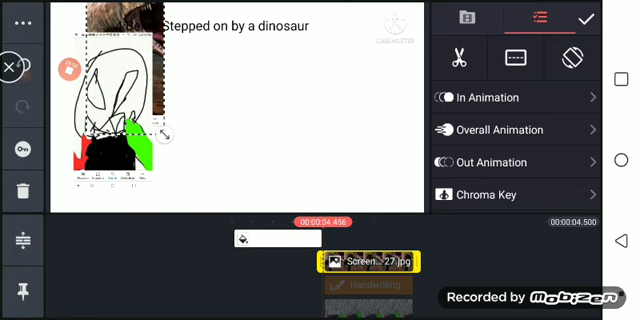 Stepped on by a dinosaur
KINEMASTER
In Animation
Overall Animation
Out Animation
Chroma Key
00:00:04.456
00:00:04.500
Screen... 27.jpg
Handwriting
Recorded by Mobizen